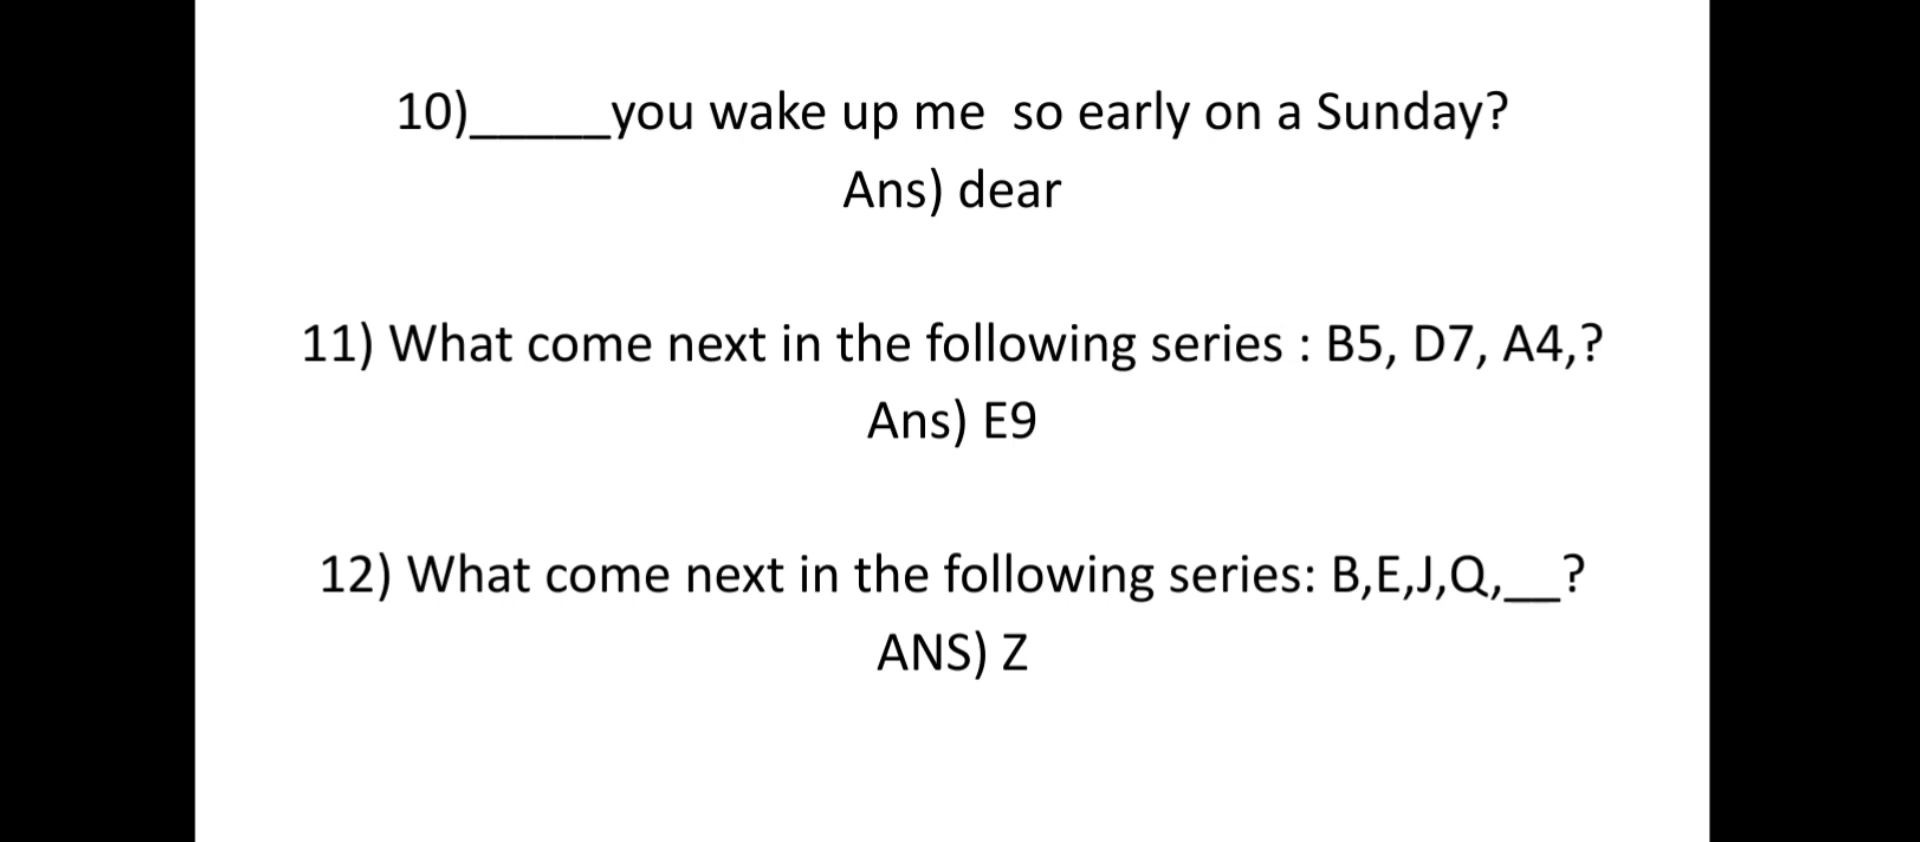 10)_____you wake up me  so early on a Sunday?
Ans) dear
11) What come next in the following series : B5, D7, A4,?
Ans) E9
12) What come next in the following series: B,E,J,Q,__?
ANS) Z